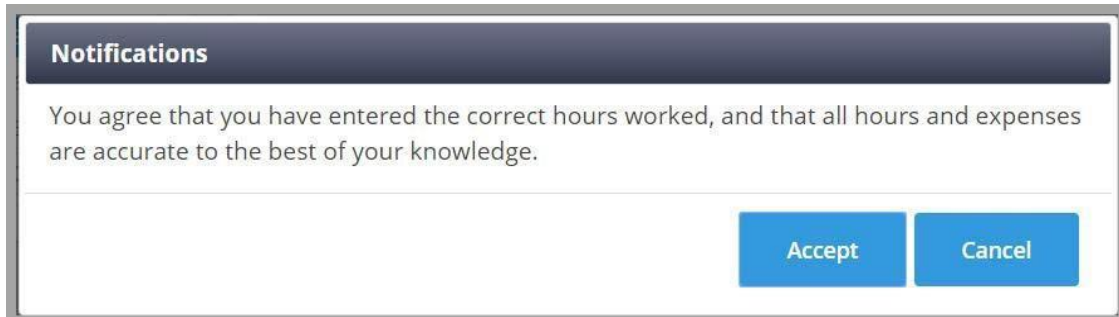 Notifications
You agree that you have entered the correct hours worked, and that all hours and expenses
are accurate to the best of your knowledge.
Accept Cancel